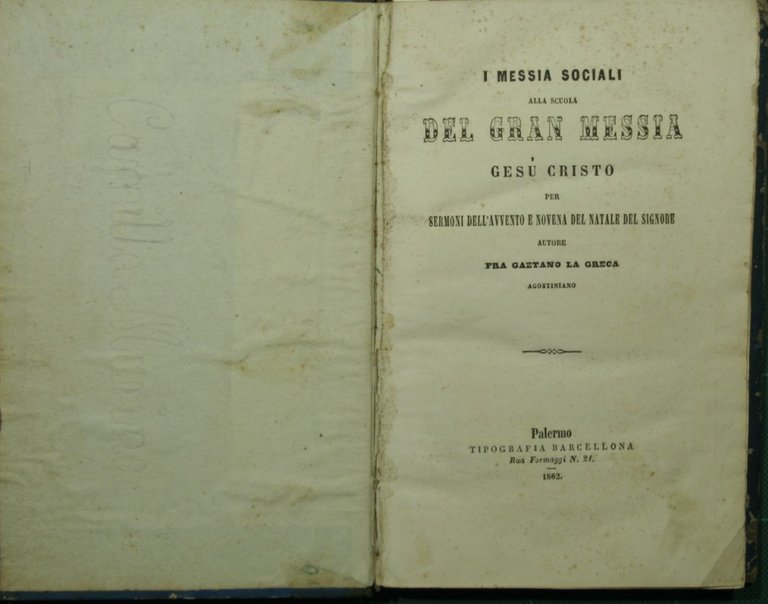 I MESSIA SOCIALI
ALLA SCUOLA
DEL GRAN MESSIA
GESÙ CRISTO
PER
SERMONI DELL'AVVENTO E NOVENA DEL NATALE DEL SIGNORE
AUTORE
FRA GAETANO LA GRECA
AGOSTINIANO
Palermo
TIPOGRAFIA BARCELLONA
Rua Formaggi N. 21.
1862.